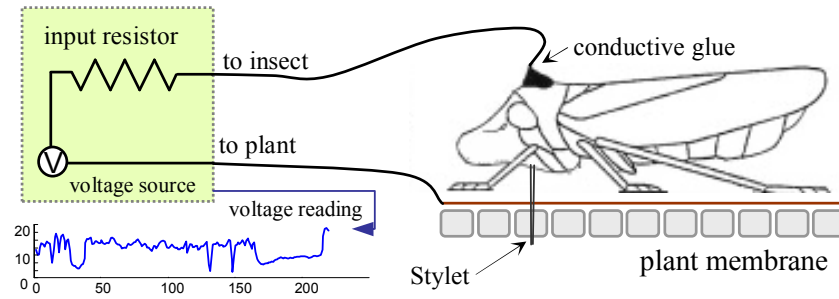 input resistor
to insect
conductive glue
to plant
V
voltage source
voltage reading
20
10
0
0
50
100
150
200
Stylet
plant membrane